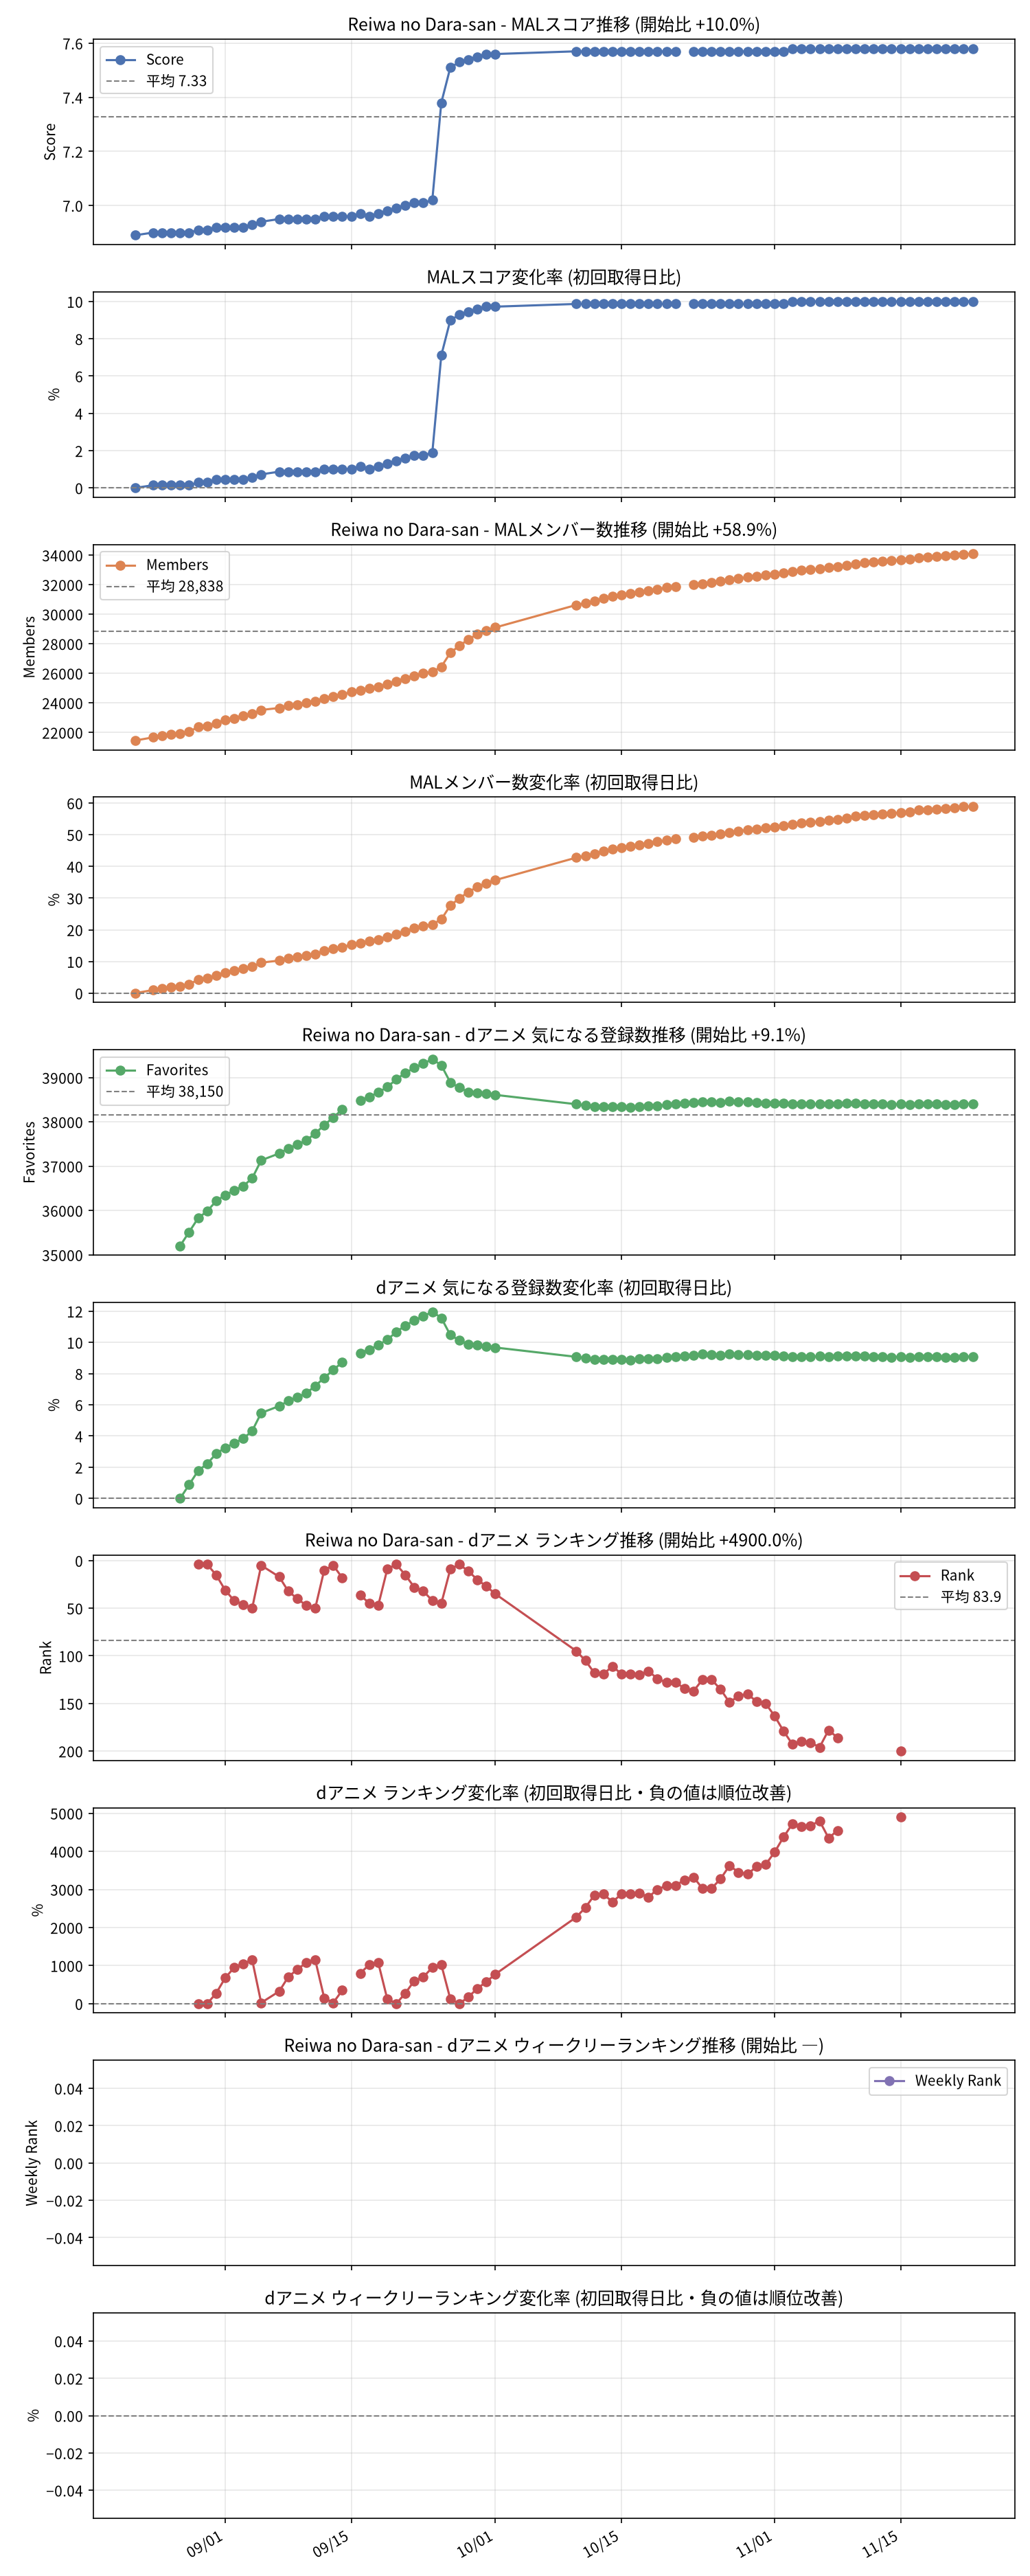 Reiwa no Dara-san - MALスコア推移 (開始比 +10.0%)
7.6
7.4
7.2
7.0
Score
Score
平均 7.33
MALスコア変化率 (初回取得日比)
10
8
6
4
2
0
%
Reiwa no Dara-san - MALメンバー数推移 (開始比 +58.9%)
34000
32000
30000
28000
26000
24000
22000
Members
Members
平均 28,838
MALメンバー数変化率 (初回取得日比)
60
50
40
30
20
10
0
%
Reiwa no Dara-san - dアニメ 気になる登録数推移 (開始比 +9.1%)
39000
38000
37000
36000
35000
Favorites
Favorites
平均 38,150
dアニメ 気になる登録数変化率 (初回取得日比)
12
10
8
6
4
2
0
%
Reiwa no Dara-san - dアニメ ランキング推移 (開始比 +4900.0%)
0
50
100
150
200
Rank
Rank
平均 83.9
dアニメ ランキング変化率 (初回取得日比・負の値は順位改善)
5000
4000
3000
2000
1000
0
%
Reiwa no Dara-san - dアニメ ウィークリーランキング推移 (開始比 —)
0.04
0.02
0.00
−0.02
−0.04
Weekly Rank
Weekly Rank
dアニメ ウィークリーランキング変化率 (初回取得日比・負の値は順位改善)
0.04
0.02
0.00
−0.02
−0.04
%
09/01
09/15
10/01
10/15
11/01
11/15